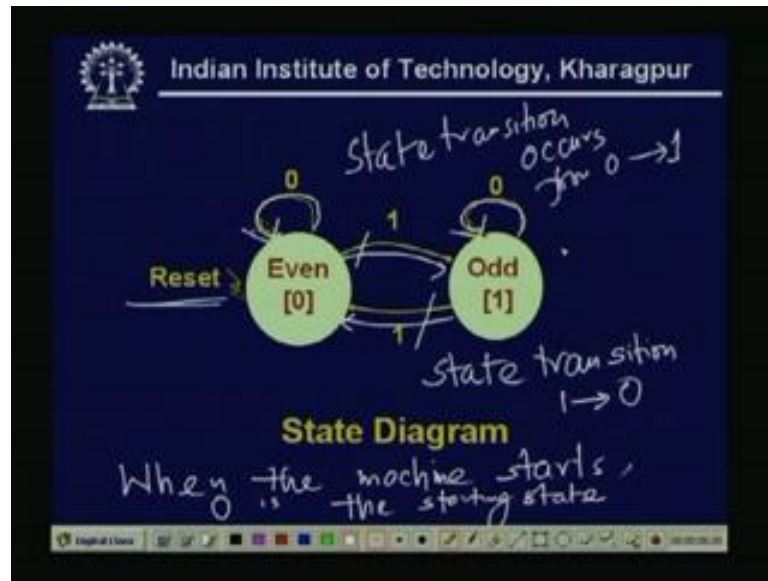 Indian Institute of Technology, Kharagpur
State transition
occurs
for 0 → 1
0
0
1
Reset
Even
[0]
Odd
[1]
1
State transition
1 → 0
State Diagram
When the machine starts,
0 is the starting state